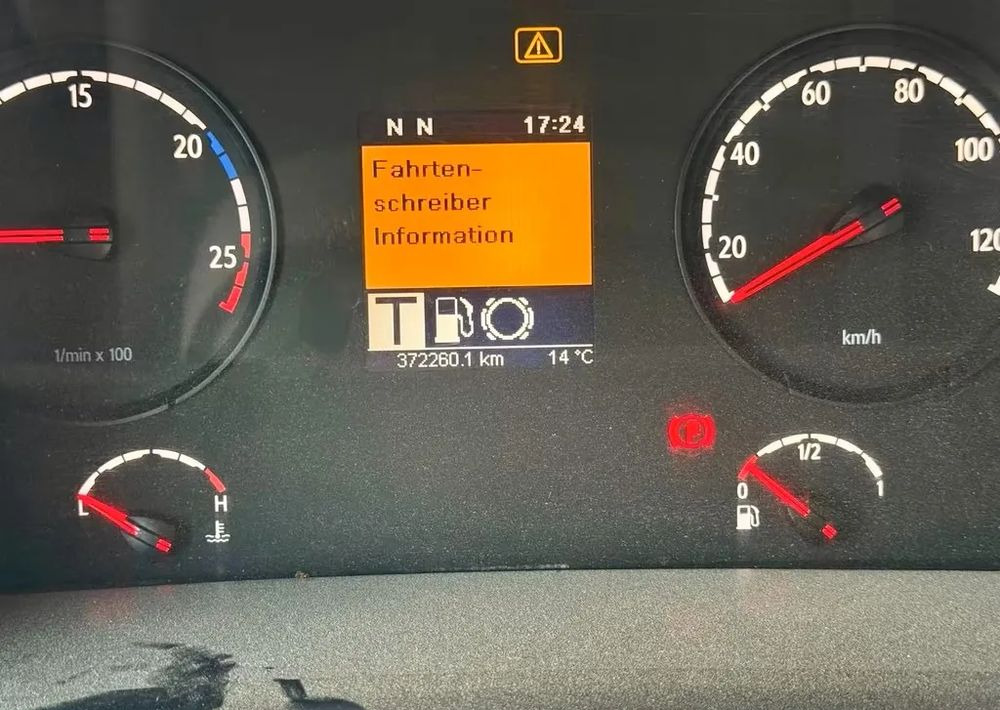 N N 17:24
Fahrten-
schreiber
Information
T
372260.1 km 14 °C
15
20
25
1/min x 100
20
40
60
80
100
120
km/h
L H
0 1/2 1